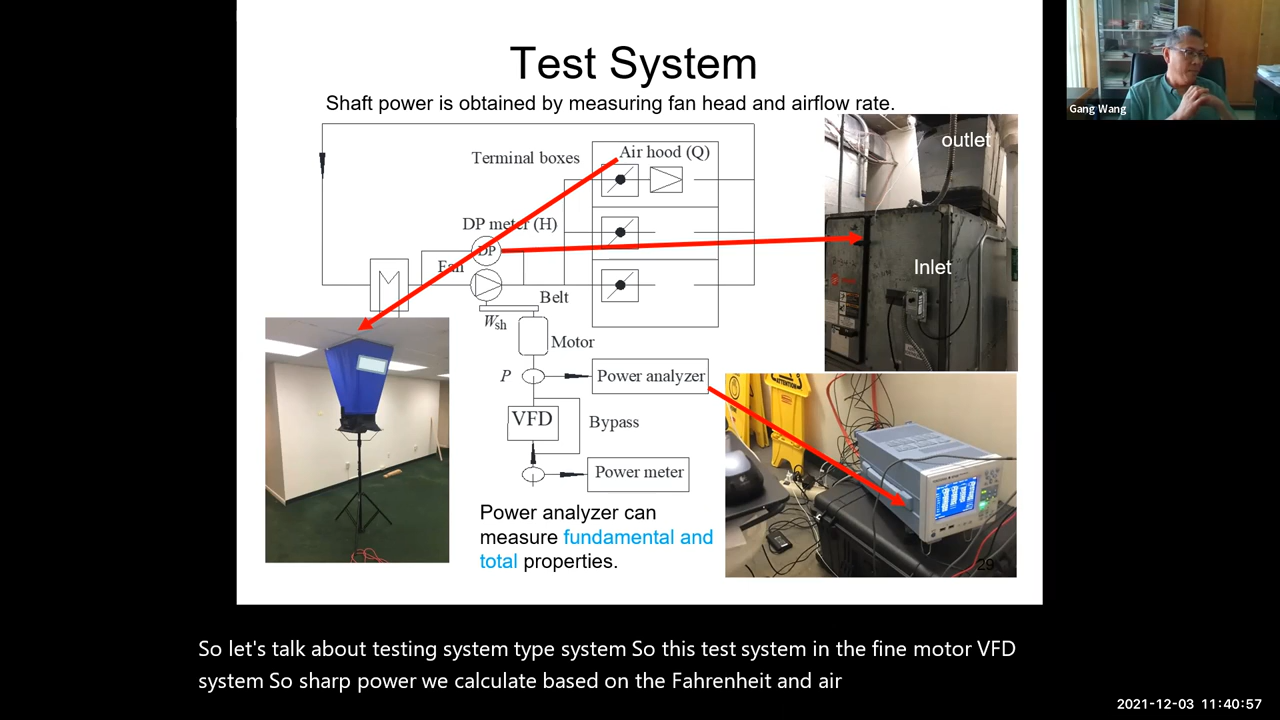 Test System
Shaft power is obtained by measuring fan head and airflow rate.
Gang Wang
outlet
Terminal boxes
Air hood (Q)
DP meter (H)
DP
Fan
Inlet
Belt
Wsh
Motor
P
Power analyzer
VFD
Bypass
Power meter
ATTENTION
Power analyzer can
measure fundamental and
total properties.
29
So let's talk about testing system type system So this test system in the fine motor VFD
system So sharp power we calculate based on the Fahrenheit and air
2021-12-03 11:40:57